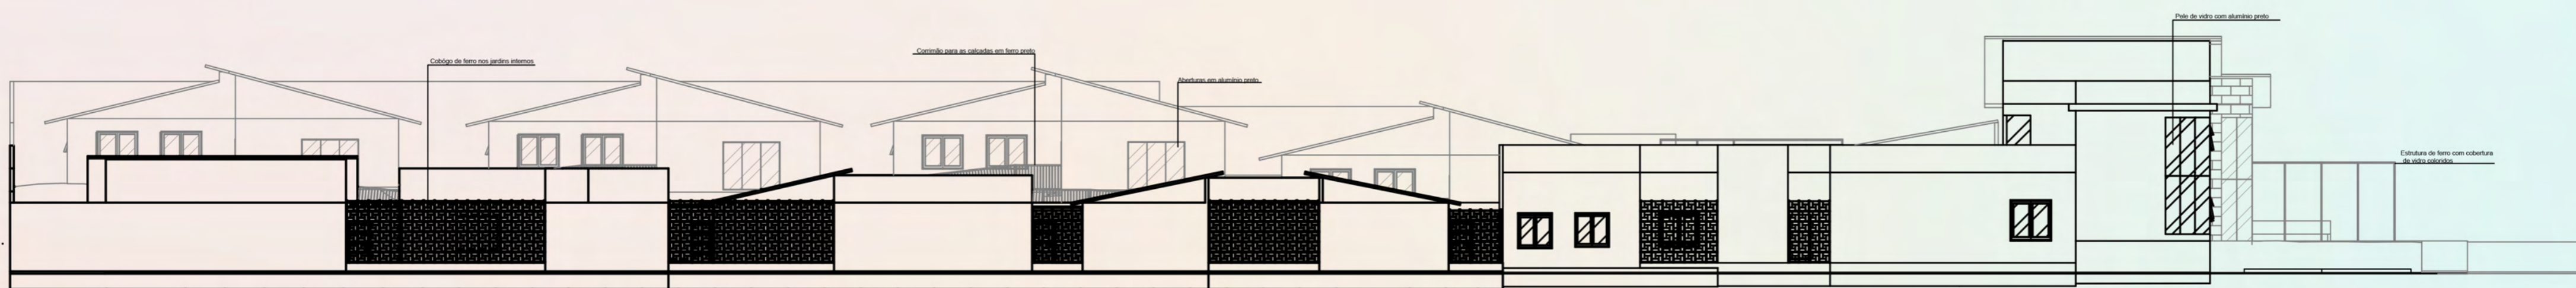 Pele de vidro com alumínio preto
Corrimão para as calçadas em ferro preto
Cobógo de ferro nos jardins internos
Aberturas em alumínio preto
Estrutura de ferro com cobertura
de vidro coloridos